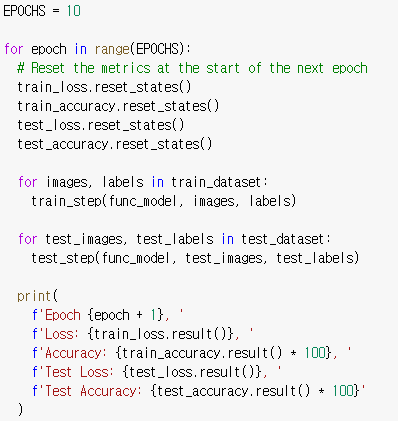 EPOCHS = 10

for epoch in range(EPOCHS):
  # Reset the metrics at the start of the next epoch
  train_loss.reset_states()
  train_accuracy.reset_states()
  test_loss.reset_states()
  test_accuracy.reset_states()

  for images, labels in train_dataset:
    train_step(func_model, images, labels)

  for test_images, test_labels in test_dataset:
    test_step(func_model, test_images, test_labels)

  print(
    f'Epoch {epoch + 1}, '
    f'Loss: {train_loss.result()}, '
    f'Accuracy: {train_accuracy.result() * 100}, '
    f'Test Loss: {test_loss.result()}, '
    f'Test Accuracy: {test_accuracy.result() * 100}'
  )